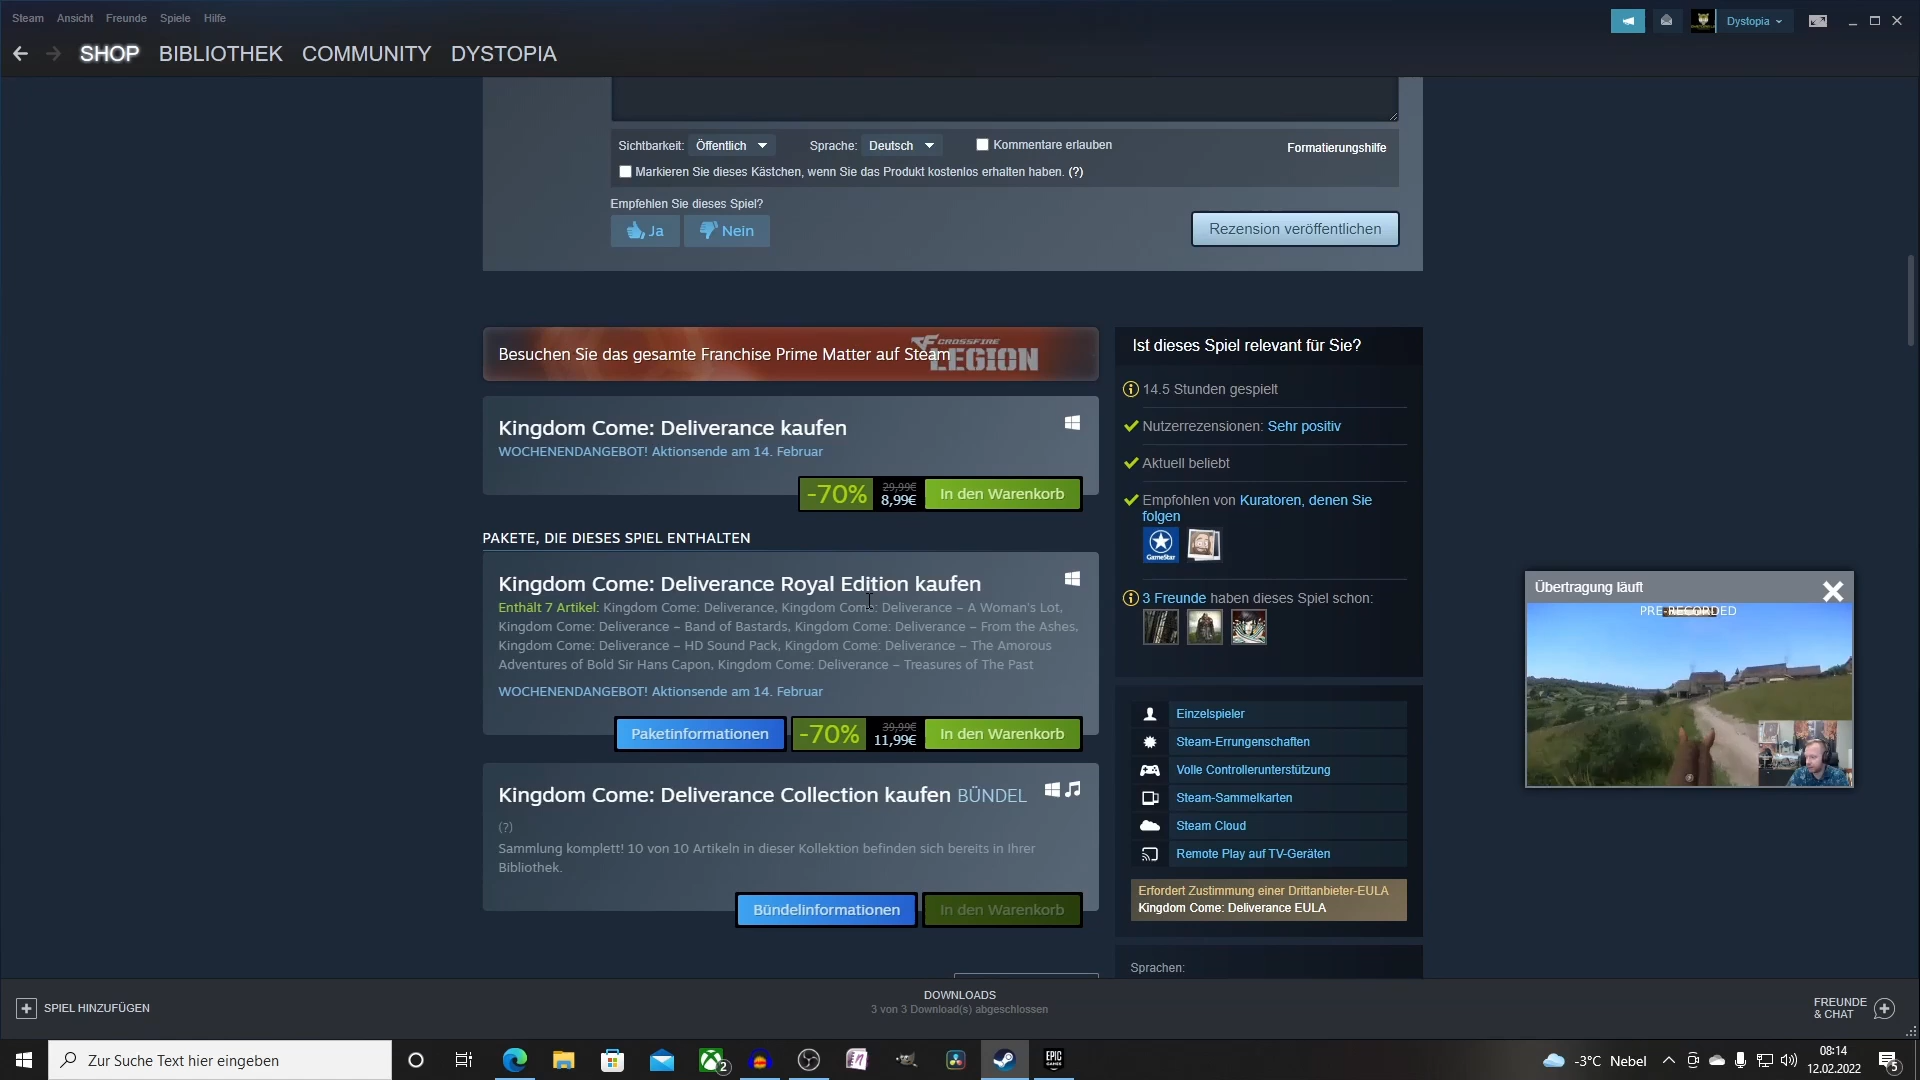 Steam Ansicht Freunde Spiele Hilfe
Dystopia
SHOP BIBLIOTHEK COMMUNITY DYSTOPIA
Sichtbarkeit: Öffentlich Sprache: Deutsch Kommentare erlauben Formatierungshilfe
Markieren Sie dieses Kästchen, wenn Sie das Produkt kostenlos erhalten haben. (?)
Empfehlen Sie dieses Spiel?
Ja Nein Rezension veröffentlichen
Besuchen Sie das gesamte Franchise Prime Matter auf Steam
CROSSFIRE
LEGION
Kingdom Come: Deliverance kaufen
WOCHENENDANGEBOT! Aktionsende am 14. Februar
-70% 29,99€ 8,99€ In den Warenkorb
PAKETE, DIE DIESES SPIEL ENTHALTEN
Kingdom Come: Deliverance Royal Edition kaufen
Enthält 7 Artikel: Kingdom Come: Deliverance, Kingdom Come: Deliverance – A Woman's Lot,
Kingdom Come: Deliverance – Band of Bastards, Kingdom Come: Deliverance – From the Ashes,
Kingdom Come: Deliverance – HD Sound Pack, Kingdom Come: Deliverance – The Amorous
Adventures of Bold Sir Hans Capon, Kingdom Come: Deliverance – Treasures of The Past
WOCHENENDANGEBOT! Aktionsende am 14. Februar
Paketinformationen -70% 39,99€ 11,99€ In den Warenkorb
Kingdom Come: Deliverance Collection kaufen BÜNDEL
(?)
Sammlung komplett! 10 von 10 Artikeln in dieser Kollektion befinden sich bereits in Ihrer
Bibliothek.
Bündelinformationen In den Warenkorb
Ist dieses Spiel relevant für Sie?
14.5 Stunden gespielt
Nutzerrezensionen: Sehr positiv
Aktuell beliebt
Empfohlen von Kuratoren, denen Sie
folgen
GameStar
3 Freunde haben dieses Spiel schon:
Einzelspieler
Steam-Errungenschaften
Volle Controllerunterstützung
Steam-Sammelkarten
Steam Cloud
Remote Play auf TV-Geräten
Erfordert Zustimmung einer Drittanbieter-EULA
Kingdom Come: Deliverance EULA
Sprachen:
Übertragung läuft
PRE-RECORDED
SPIEL HINZUFÜGEN
DOWNLOADS
3 von 3 Download(s) abgeschlossen
FREUNDE
& CHAT
Zur Suche Text hier eingeben
2
EPIC
GAMES
-3°C Nebel
08:14
12.02.2022
5